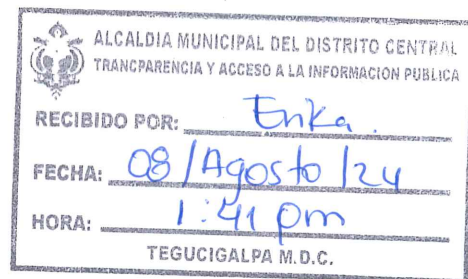 ALCALDIA MUNICIPAL DEL DISTRITO CENTRAL
TRANCPARENCIA Y ACCESO A LA INFORMACION PUBLICA
RECIBIDO POR: Erika.
FECHA: 08/Agosto/24
HORA: 1:41 pm
TEGUCIGALPA M.D.C.